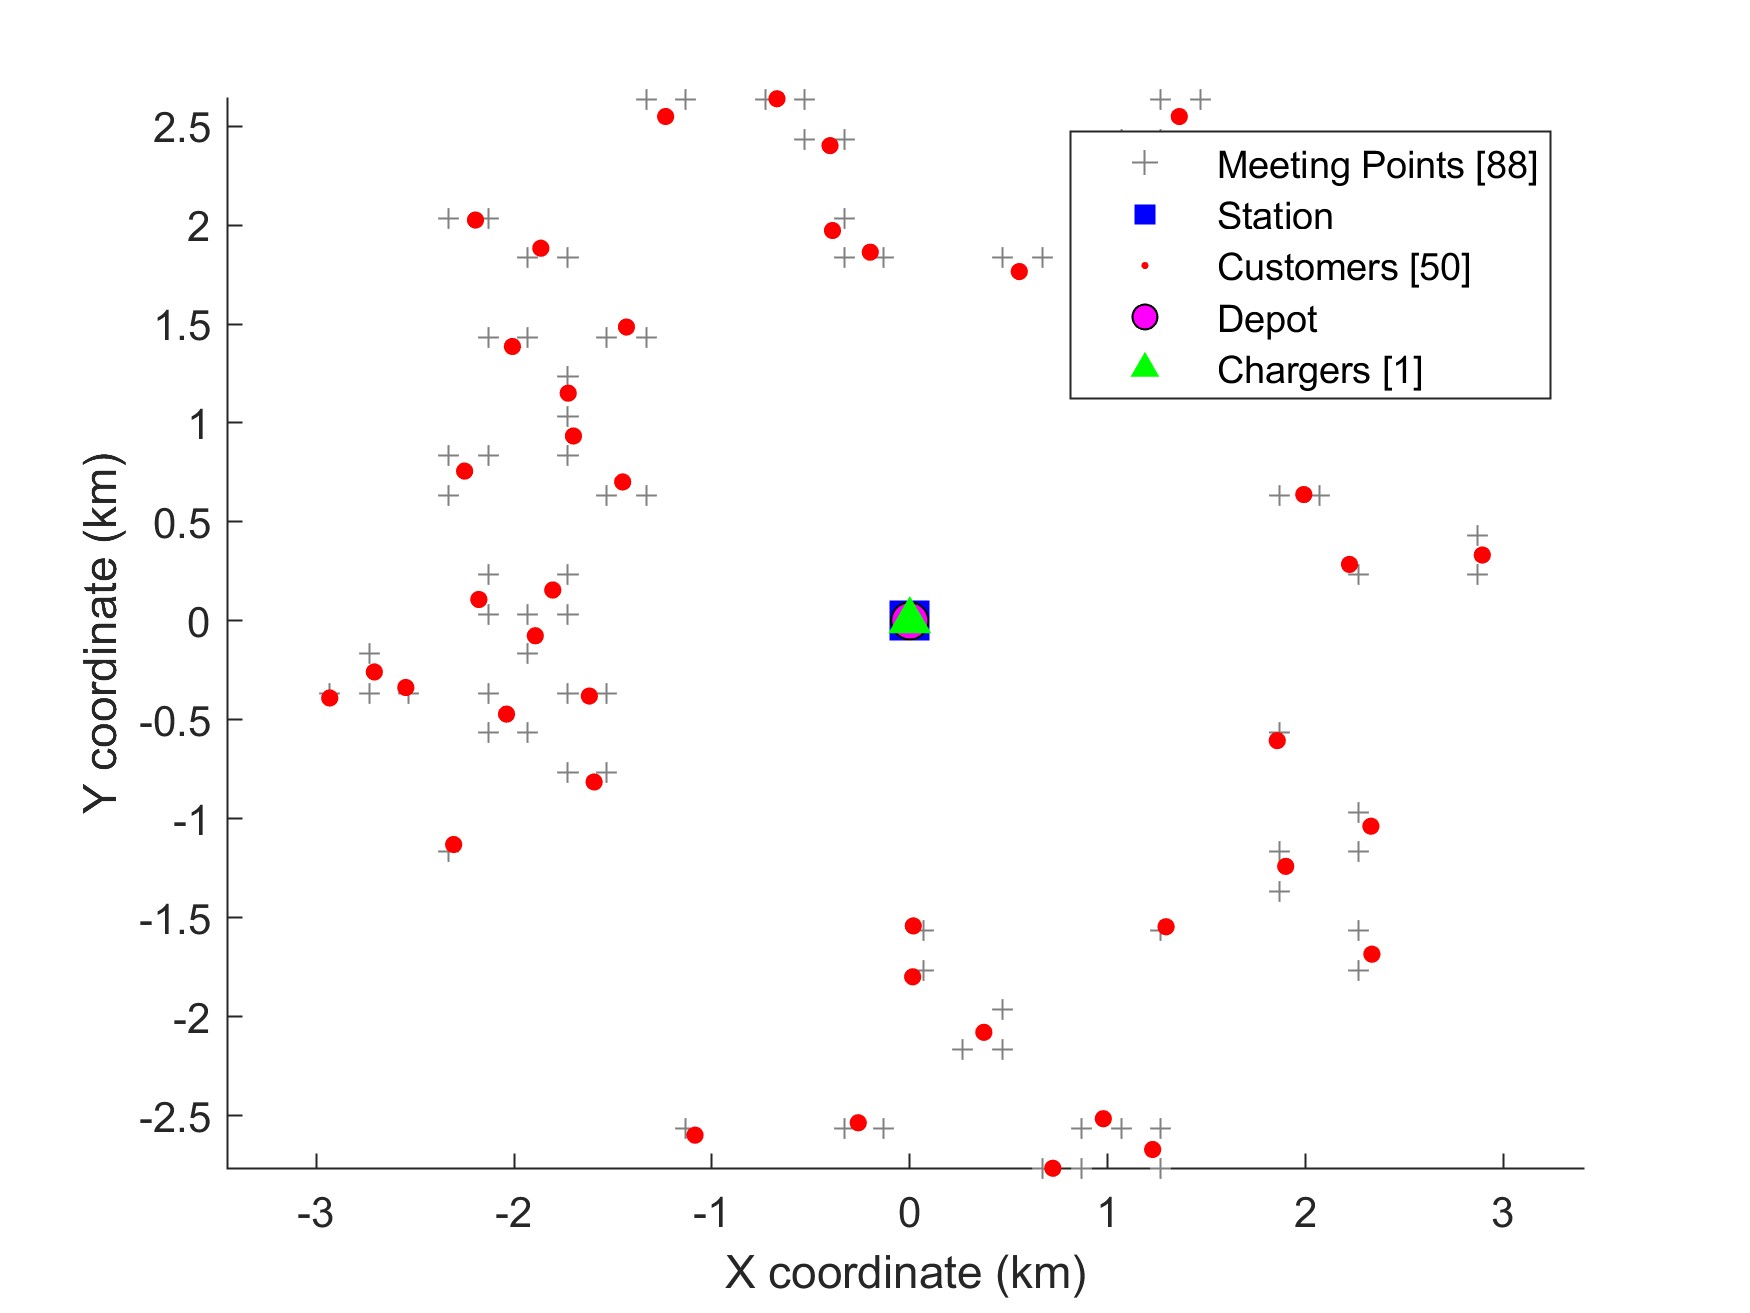 2.5
2
1.5
1
0.5
0
-0.5
-1
-1.5
-2
-2.5
Y coordinate (km)
Meeting Points [88]
Station
Customers [50]
Depot
Chargers [1]
-3 -2 -1 0 1 2 3
X coordinate (km)